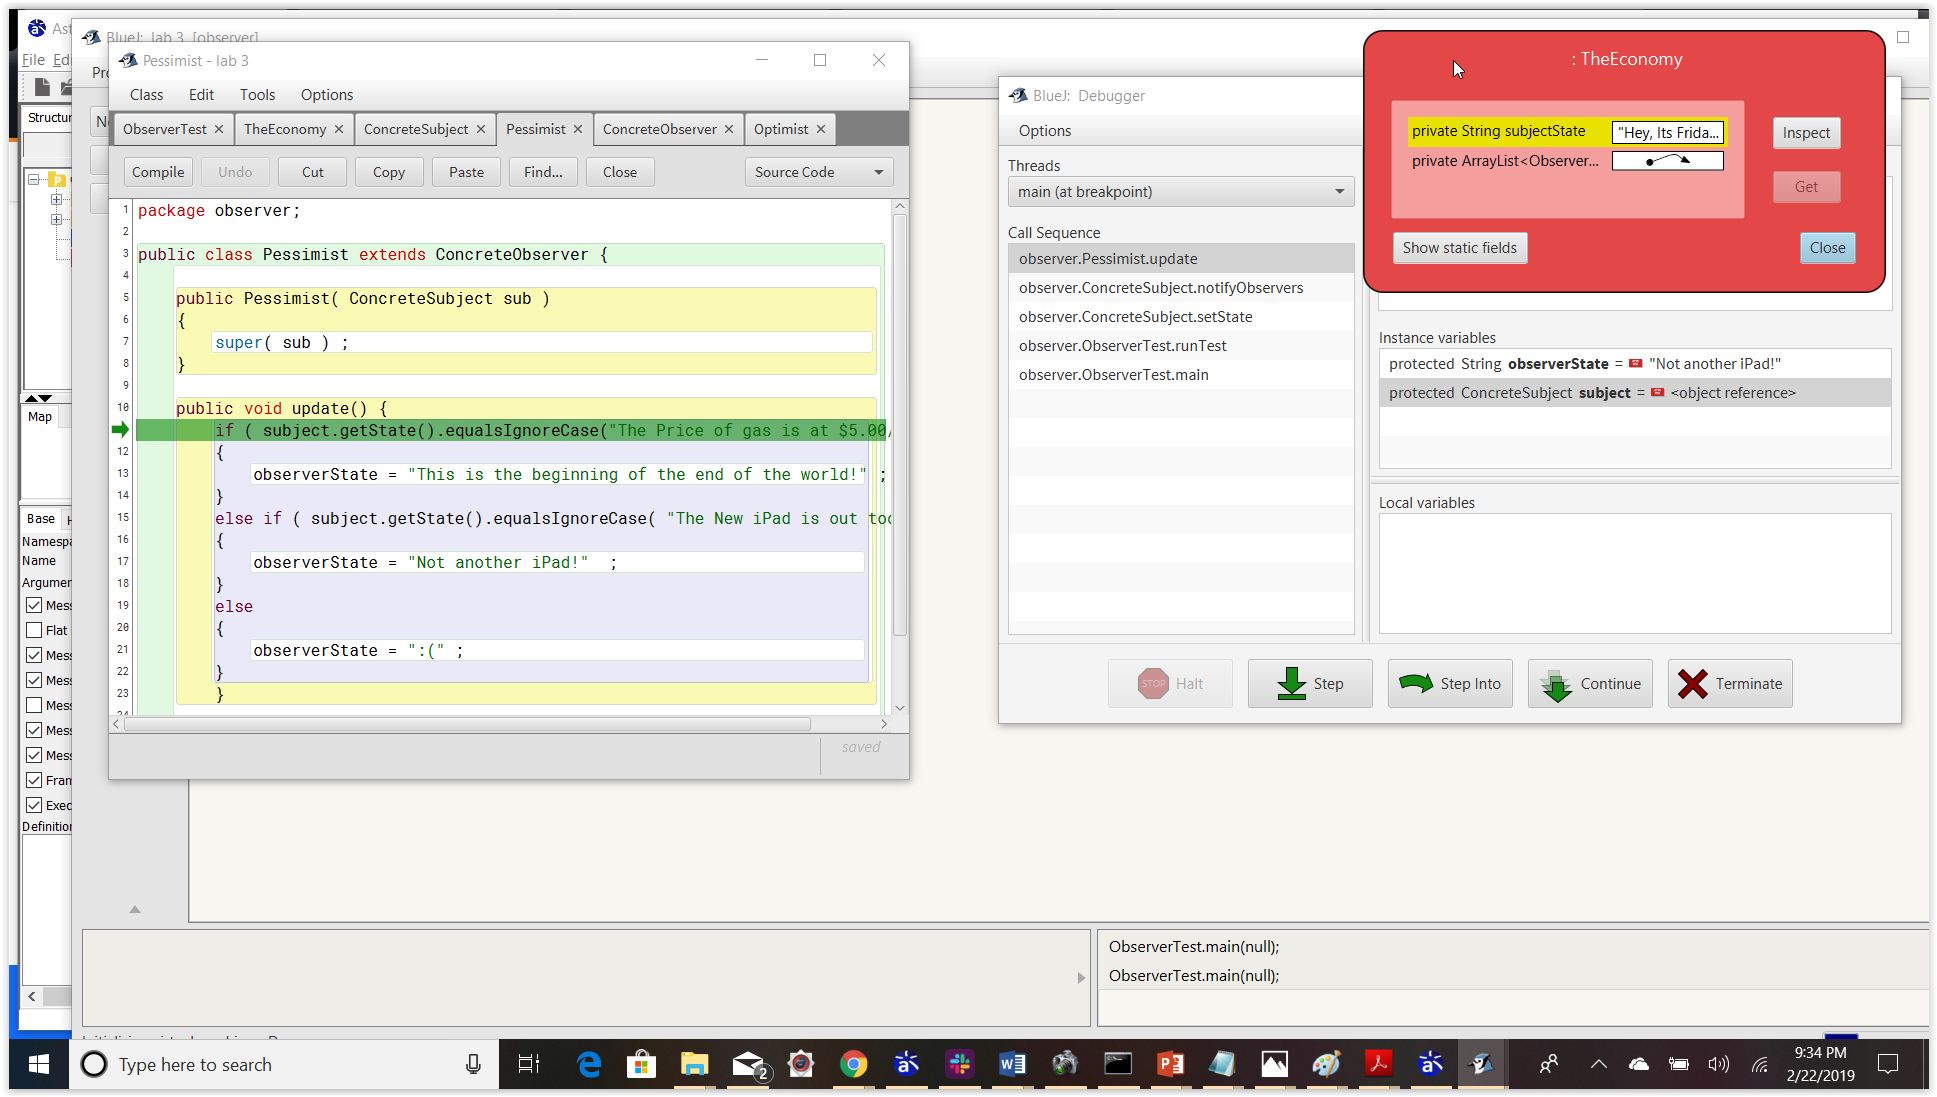 Ast
BlueJ: lab 3 [observer]
File Edi
Pessimist - lab 3
Class Edit Tools Options
ObserverTest × TheEconomy × ConcreteSubject × Pessimist × ConcreteObserver × Optimist ×
Compile Undo Cut Copy Paste Find... Close Source Code
1 package observer;
2
3 public class Pessimist extends ConcreteObserver {
4
5 public Pessimist( ConcreteSubject sub )
6 {
7 super( sub ) ;
8 }
9
10 public void update() {
if ( subject.getState().equalsIgnoreCase("The Price of gas is at $5.00/
12 {
13 observerState = "This is the beginning of the end of the world!" ;
14 }
15 else if ( subject.getState().equalsIgnoreCase( "The New iPad is out too
16 {
17 observerState = "Not another iPad!" ;
18 }
19 else
20 {
21 observerState = ":(" ;
22 }
23 }
24
saved
Structur
Map
Base
Namespa
Name
Argumer
Mess
Flat
Mess
Mess
Mess
Mess
Mess
Fram
Exec
Definition
BlueJ: Debugger
Options
Threads
main (at breakpoint)
Call Sequence
observer.Pessimist.update
observer.ConcreteSubject.notifyObservers
observer.ConcreteSubject.setState
observer.ObserverTest.runTest
observer.ObserverTest.main
: TheEconomy
private String subjectState "Hey, Its Frida...
private ArrayList<Observer...
Inspect
Get
Show static fields
Close
Instance variables
protected String observerState = "Not another iPad!"
protected ConcreteSubject subject = <object reference>
Local variables
STOP Halt Step Step Into Continue Terminate
ObserverTest.main(null);
ObserverTest.main(null);
Type here to search
2
9:34 PM
2/22/2019